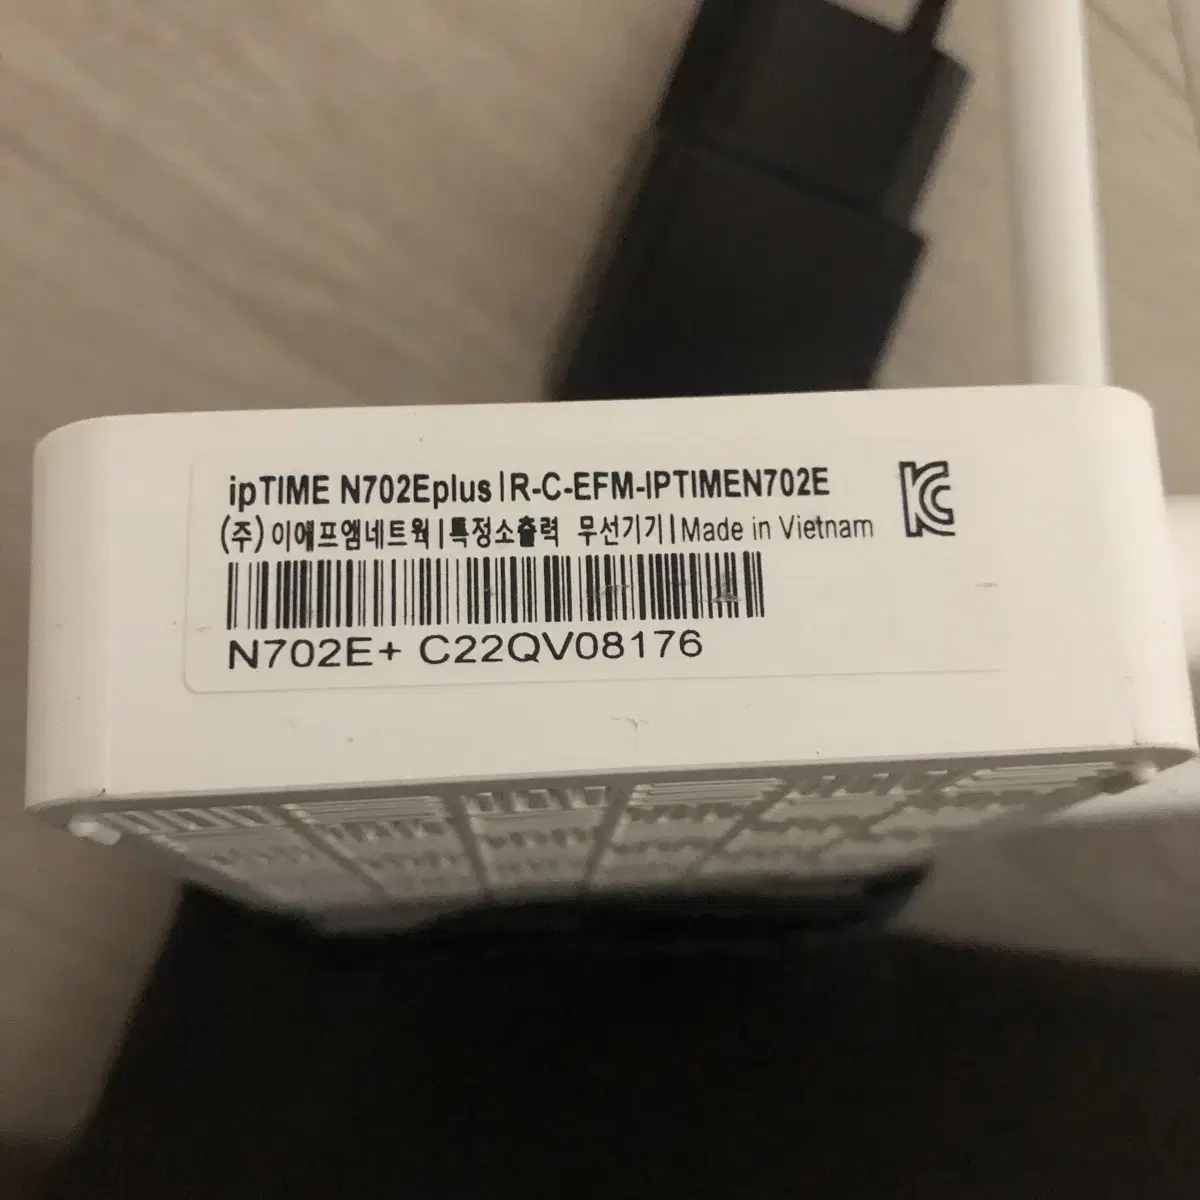 ipTIME N702Eplus|R-C-EFM-IPTIMEN702E
(주)이에프엠네트웍|특정소출력 무선기기|Made in Vietnam
N702E+ C22QV08176